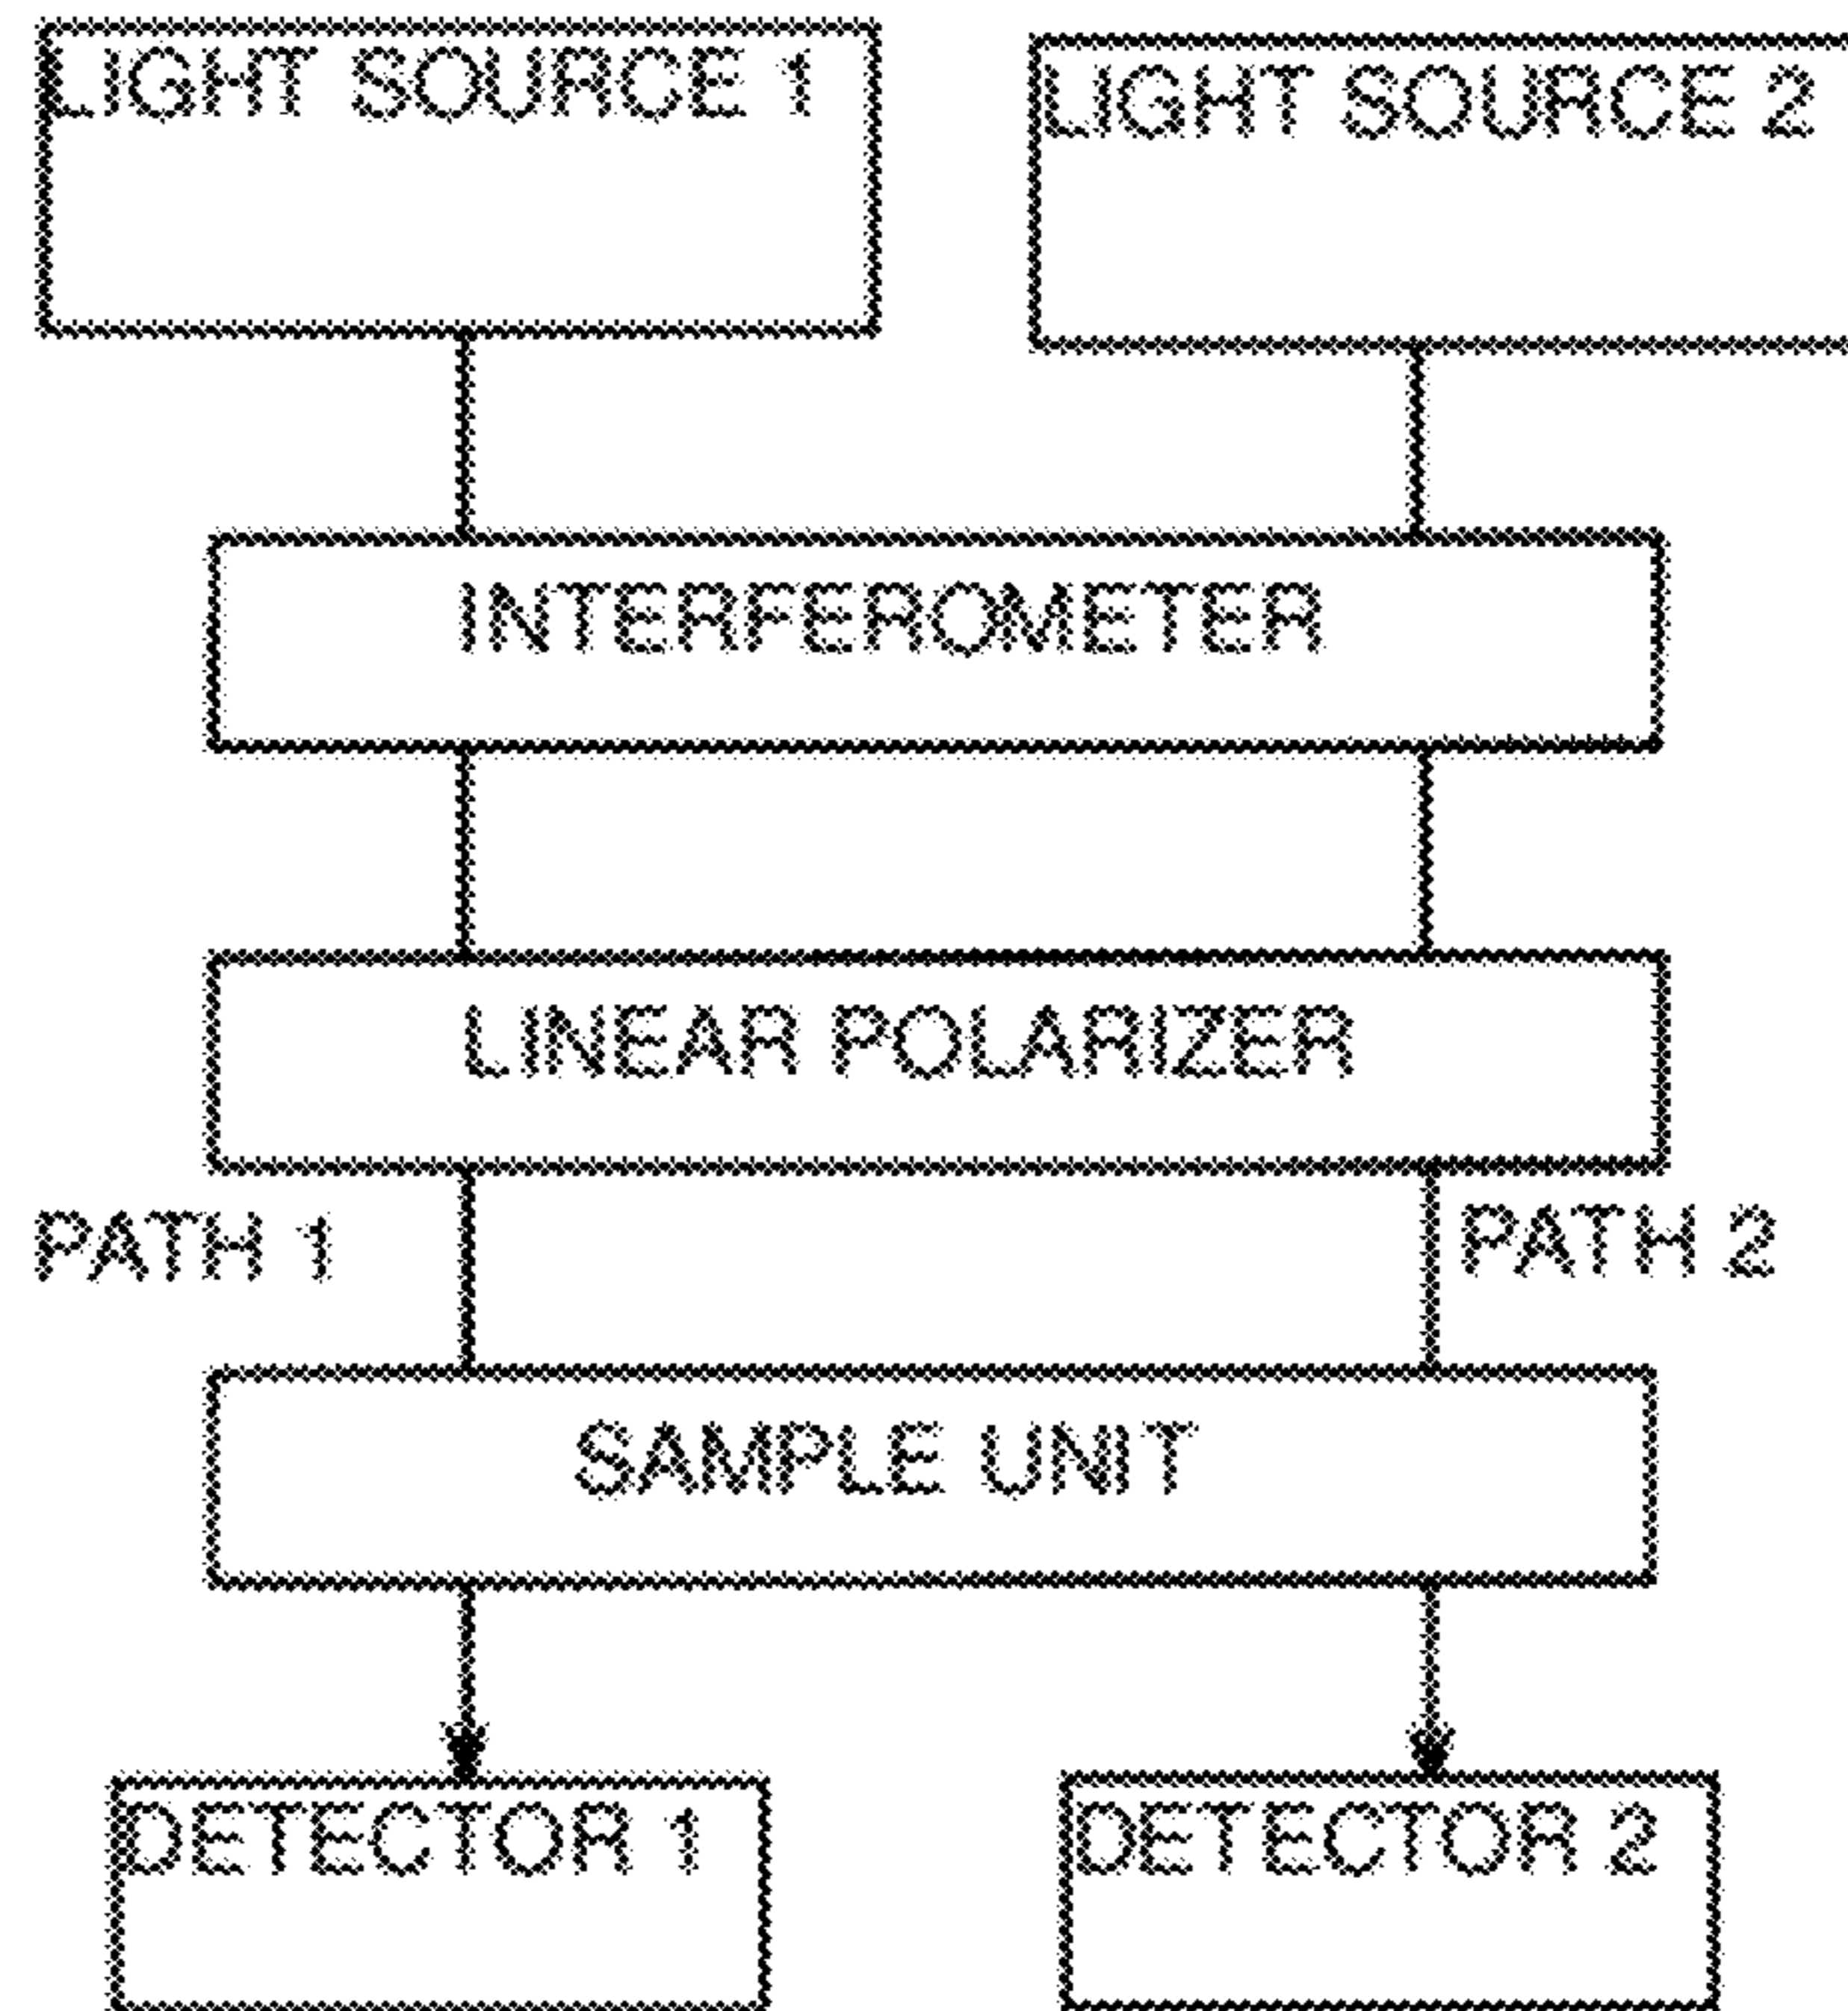 LIGHT SOURCE 1
LIGHT SOURCE 2
INTERFEROMETER
LINEAR POLARIZER
PATH 1
PATH 2
SAMPLE UNIT
DETECTOR 1
DETECTOR 2